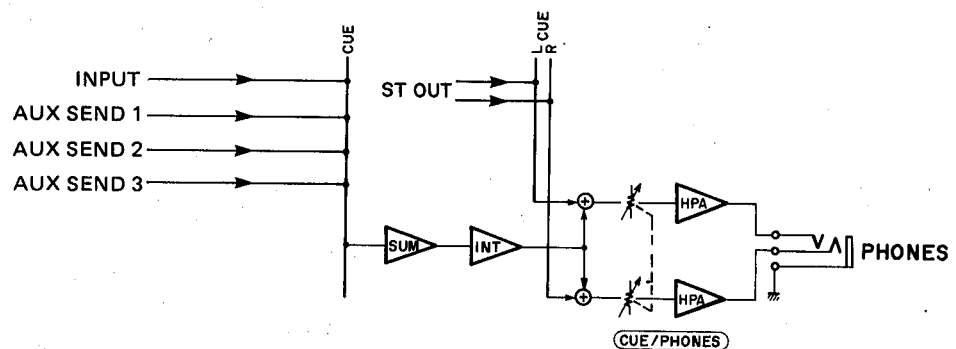 CUE
L CUE
R
INPUT
ST OUT
AUX SEND 1
AUX SEND 2
AUX SEND 3
HPA
SUM
INT
PHONES
HPA
CUE/PHONES